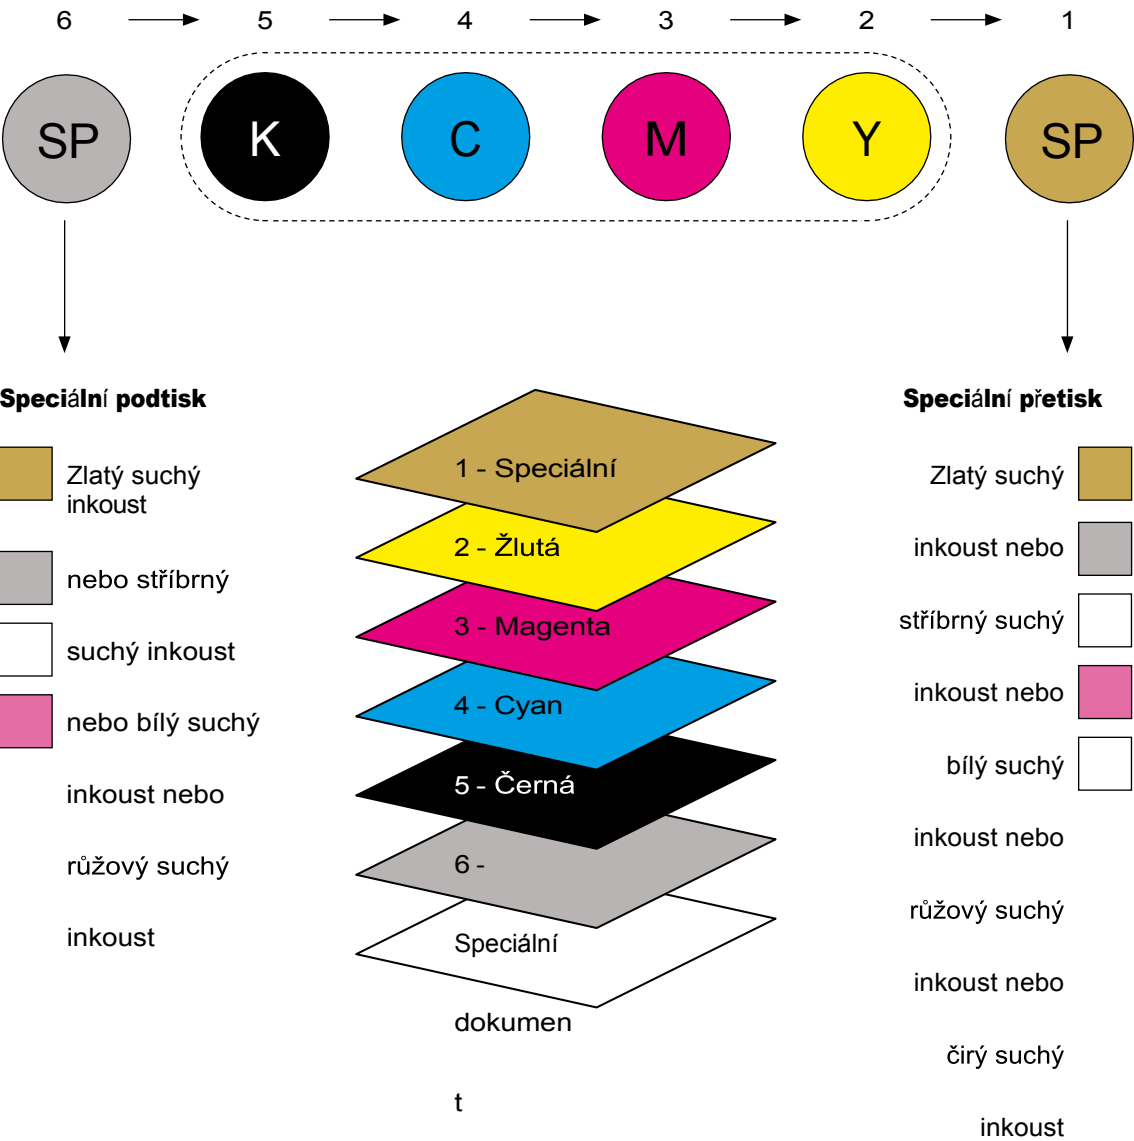 6 5 4 3 2 1
SP K C M Y SP
Speciální podtisk
Zlatý suchý
inkoust
nebo stříbrný
suchý inkoust
nebo bílý suchý
inkoust nebo
růžový suchý
inkoust
1 - Speciální
2 - Žlutá
3 - Magenta
4 - Cyan
5 - Černá
6 -
Speciální
dokumen
t
Speciální přetisk
Zlatý suchý
inkoust nebo
stříbrný suchý
inkoust nebo
bílý suchý
inkoust nebo
růžový suchý
inkoust nebo
čirý suchý
inkoust